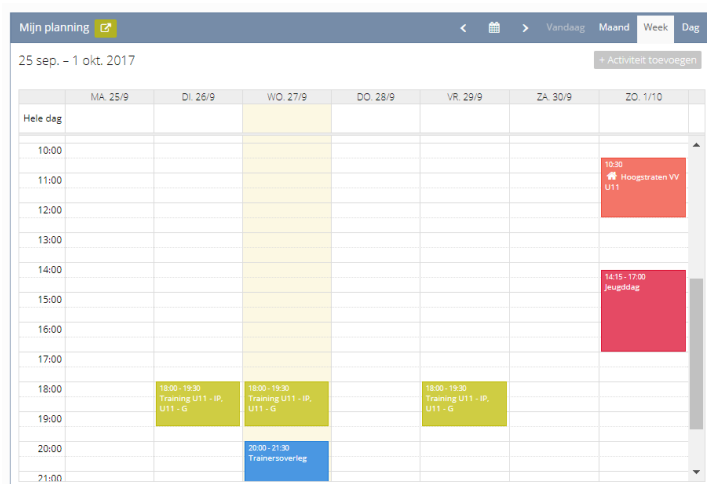 Mijn planning
Vandaag Maand Week Dag
25 sep. – 1 okt. 2017
+ Activiteit toevoegen
MA. 25/9 DI. 26/9 WO. 27/9 DO. 28/9 VR. 29/9 ZA. 30/9 ZO. 1/10
Hele dag
10:00
10:30
Hoogstraten VV
U11
11:00
12:00
13:00
14:00
14:15 - 17:00
Jeugddag
15:00
16:00
17:00
18:00
18:00 - 19:30
Training U11 - IP,
U11 - G
18:00 - 19:30
Training U11 - IP,
U11 - G
18:00 - 19:30
Training U11 - IP,
U11 - G
19:00
20:00
20:00 - 21:30
Trainersoverleg
21:00